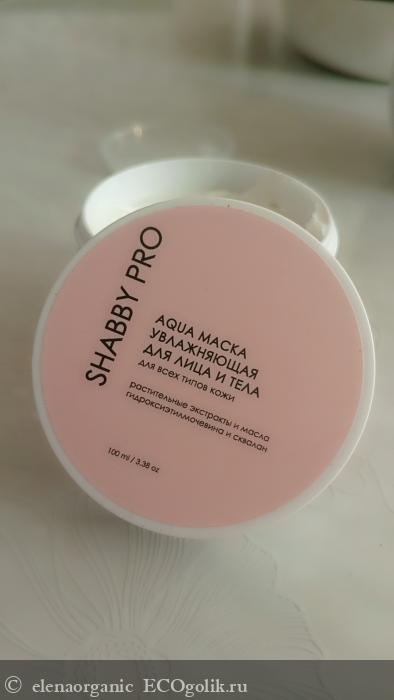 SHABBY PRO
AQUA МАСКА
УВЛАЖНЯЮЩАЯ
ДЛЯ ЛИЦА И ТЕЛА
для всех типов кожи
растительные экстракты и масла
гидроксиэтилмочевина и сквалан
100 ml / 3.38 oz
© elenaorganic ECOgolik.ru